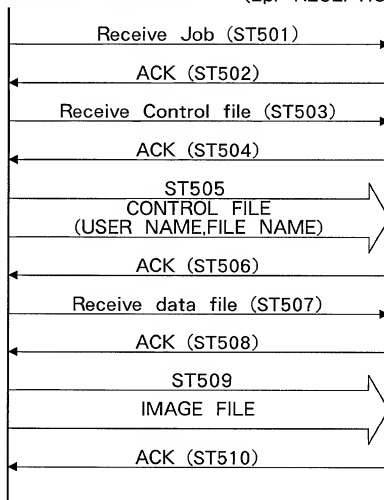 Receive Job (ST501)
ACK (ST502)
Receive Control file (ST503)
ACK (ST504)
ST505
CONTROL FILE
(USER NAME,FILE NAME)
ACK (ST506)
Receive data file (ST507)
ACK (ST508)
ST509
IMAGE FILE
ACK (ST510)